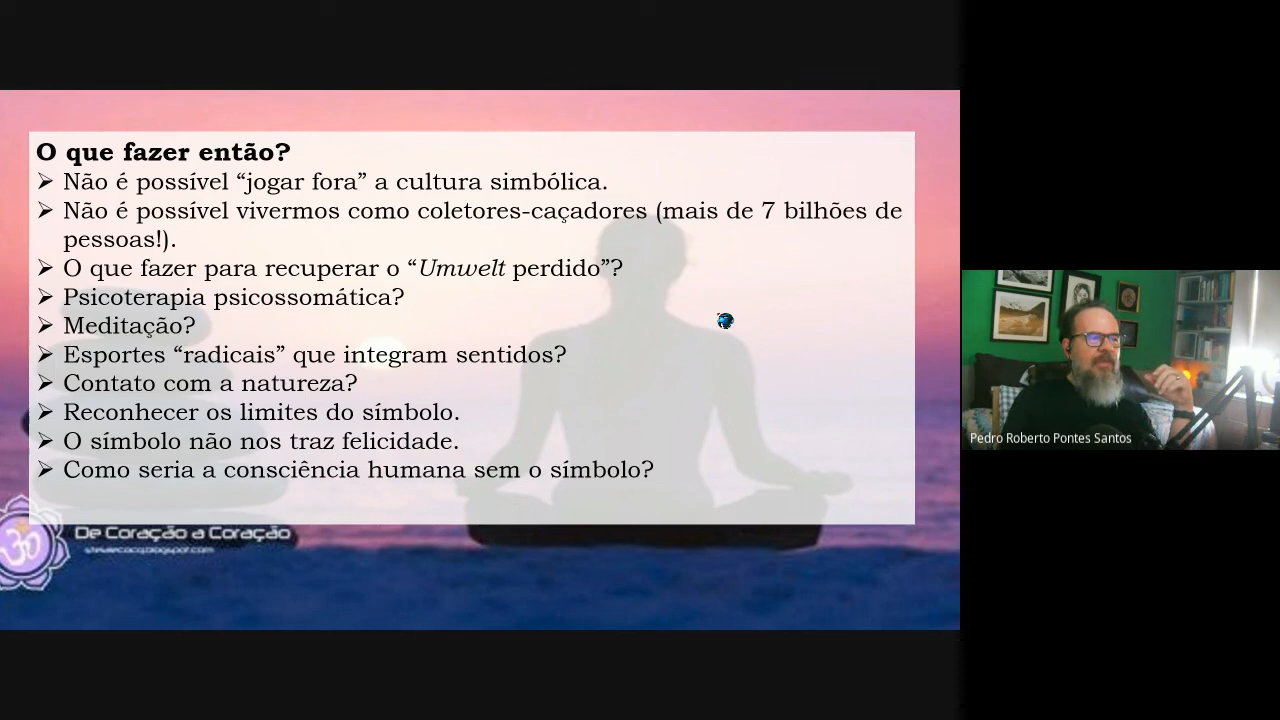 O que fazer então?
➢ Não é possível “jogar fora” a cultura simbólica.
➢ Não é possível vivermos como coletores-caçadores (mais de 7 bilhões de
pessoas!).
➢ O que fazer para recuperar o “Umwelt perdido”?
➢ Psicoterapia psicossomática?
➢ Meditação?
➢ Esportes “radicais” que integram sentidos?
➢ Contato com a natureza?
➢ Reconhecer os limites do símbolo.
➢ O símbolo não nos traz felicidade.
➢ Como seria a consciência humana sem o símbolo?
ॐ
De Coração a Coração
Pedro Roberto Pontes Santos